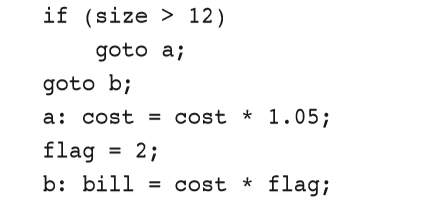 if (size > 12)
    goto a;
goto b;
a: cost = cost * 1.05;
flag = 2;
b: bill = cost * flag;